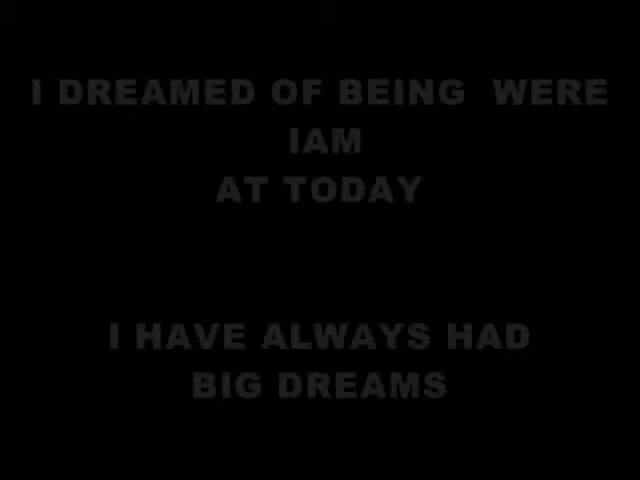 I DREAMED OF BEING  WERE
IAM
AT TODAY
I HAVE ALWAYS HAD
BIG DREAMS